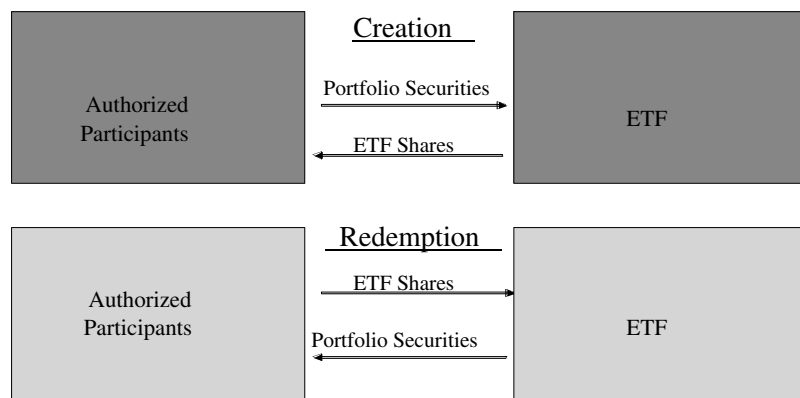 Creation
Portfolio Securities
Authorized
Participants
ETF
ETF Shares
Redemption
ETF Shares
Authorized
Participants
ETF
Portfolio Securities